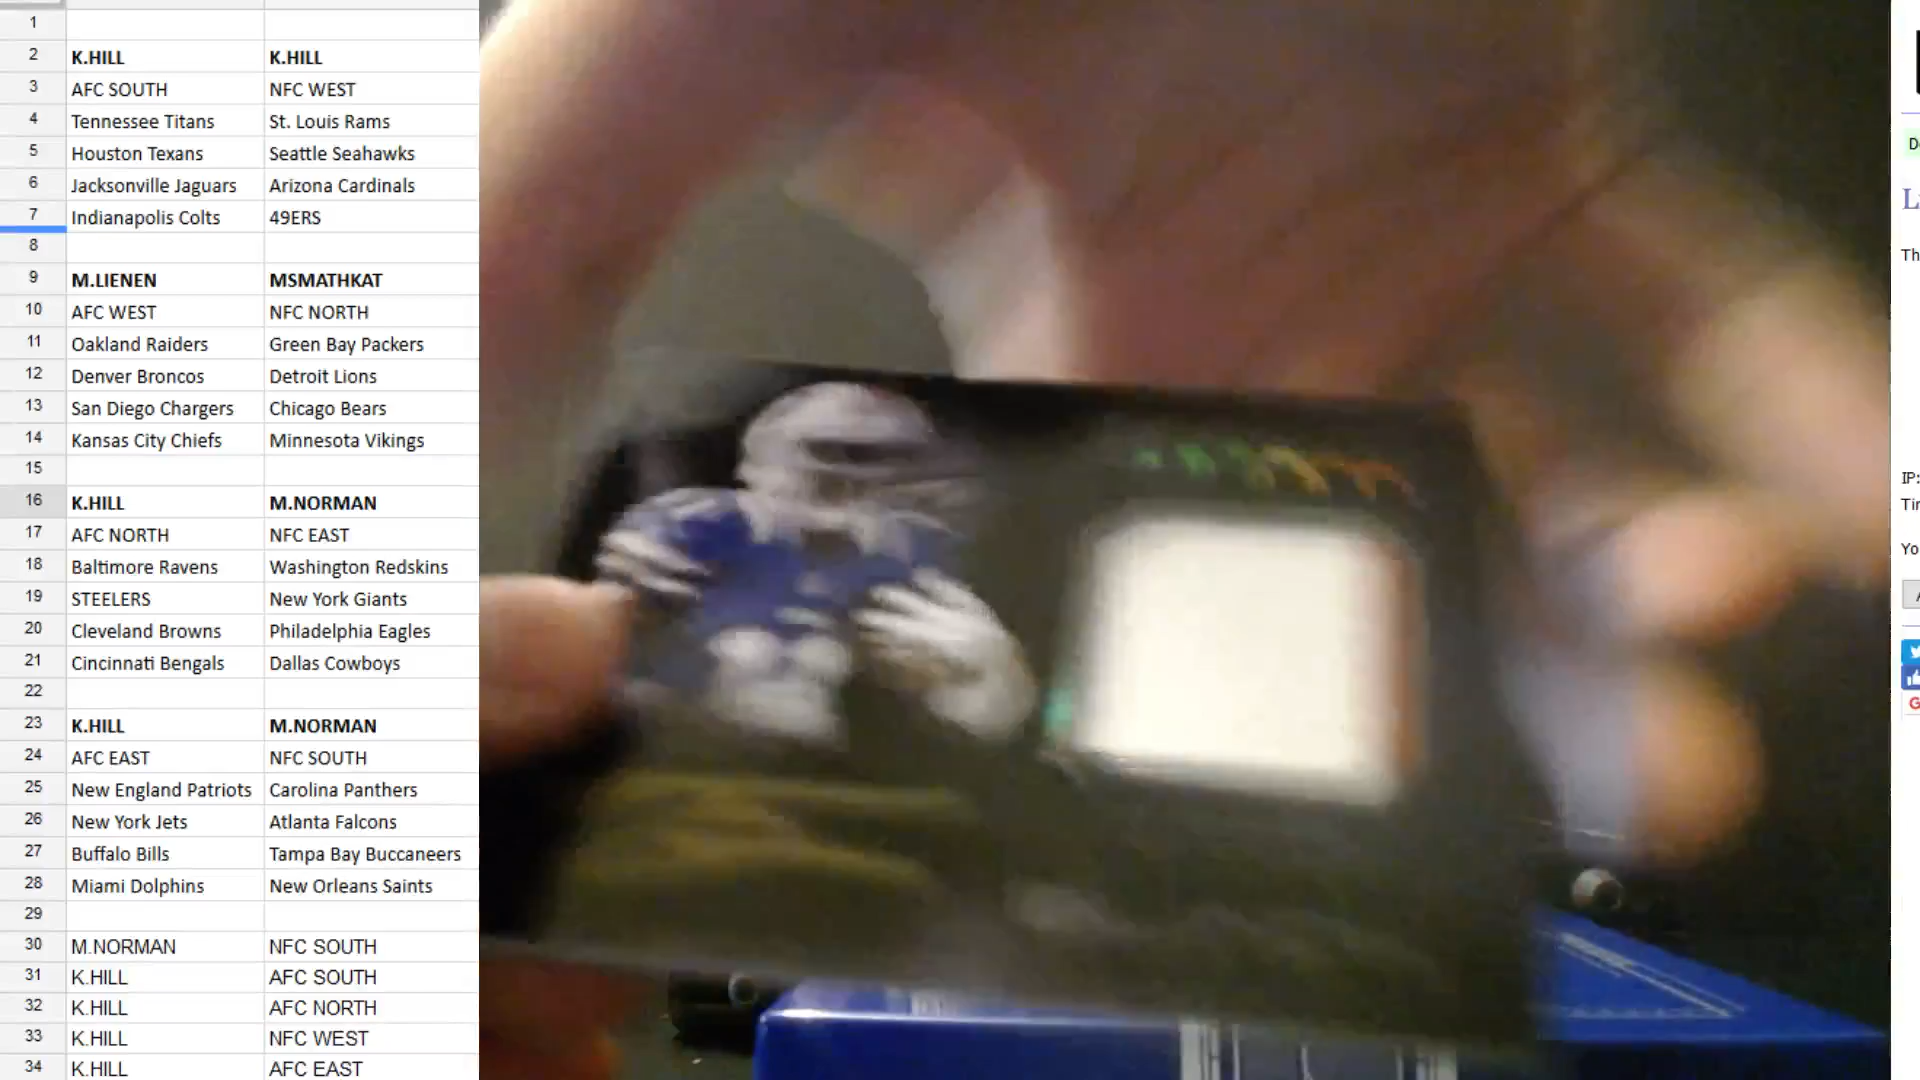 1
2 K.HILL K.HILL
3 AFC SOUTH NFC WEST
4 Tennessee Titans St. Louis Rams
5 Houston Texans Seattle Seahawks
6 Jacksonville Jaguars Arizona Cardinals
7 Indianapolis Colts 49ERS
8
9 M.LIENEN MSMATHKAT
10 AFC WEST NFC NORTH
11 Oakland Raiders Green Bay Packers
12 Denver Broncos Detroit Lions
13 San Diego Chargers Chicago Bears
14 Kansas City Chiefs Minnesota Vikings
15
16 K.HILL M.NORMAN
17 AFC NORTH NFC EAST
18 Baltimore Ravens Washington Redskins
19 STEELERS New York Giants
20 Cleveland Browns Philadelphia Eagles
21 Cincinnati Bengals Dallas Cowboys
22
23 K.HILL M.NORMAN
24 AFC EAST NFC SOUTH
25 New England Patriots Carolina Panthers
26 New York Jets Atlanta Falcons
27 Buffalo Bills Tampa Bay Buccaneers
28 Miami Dolphins New Orleans Saints
29
30 M.NORMAN NFC SOUTH
31 K.HILL AFC SOUTH
32 K.HILL AFC NORTH
33 K.HILL NFC WEST
34 K.HILL AFC EAST
Th
IP:
Yo